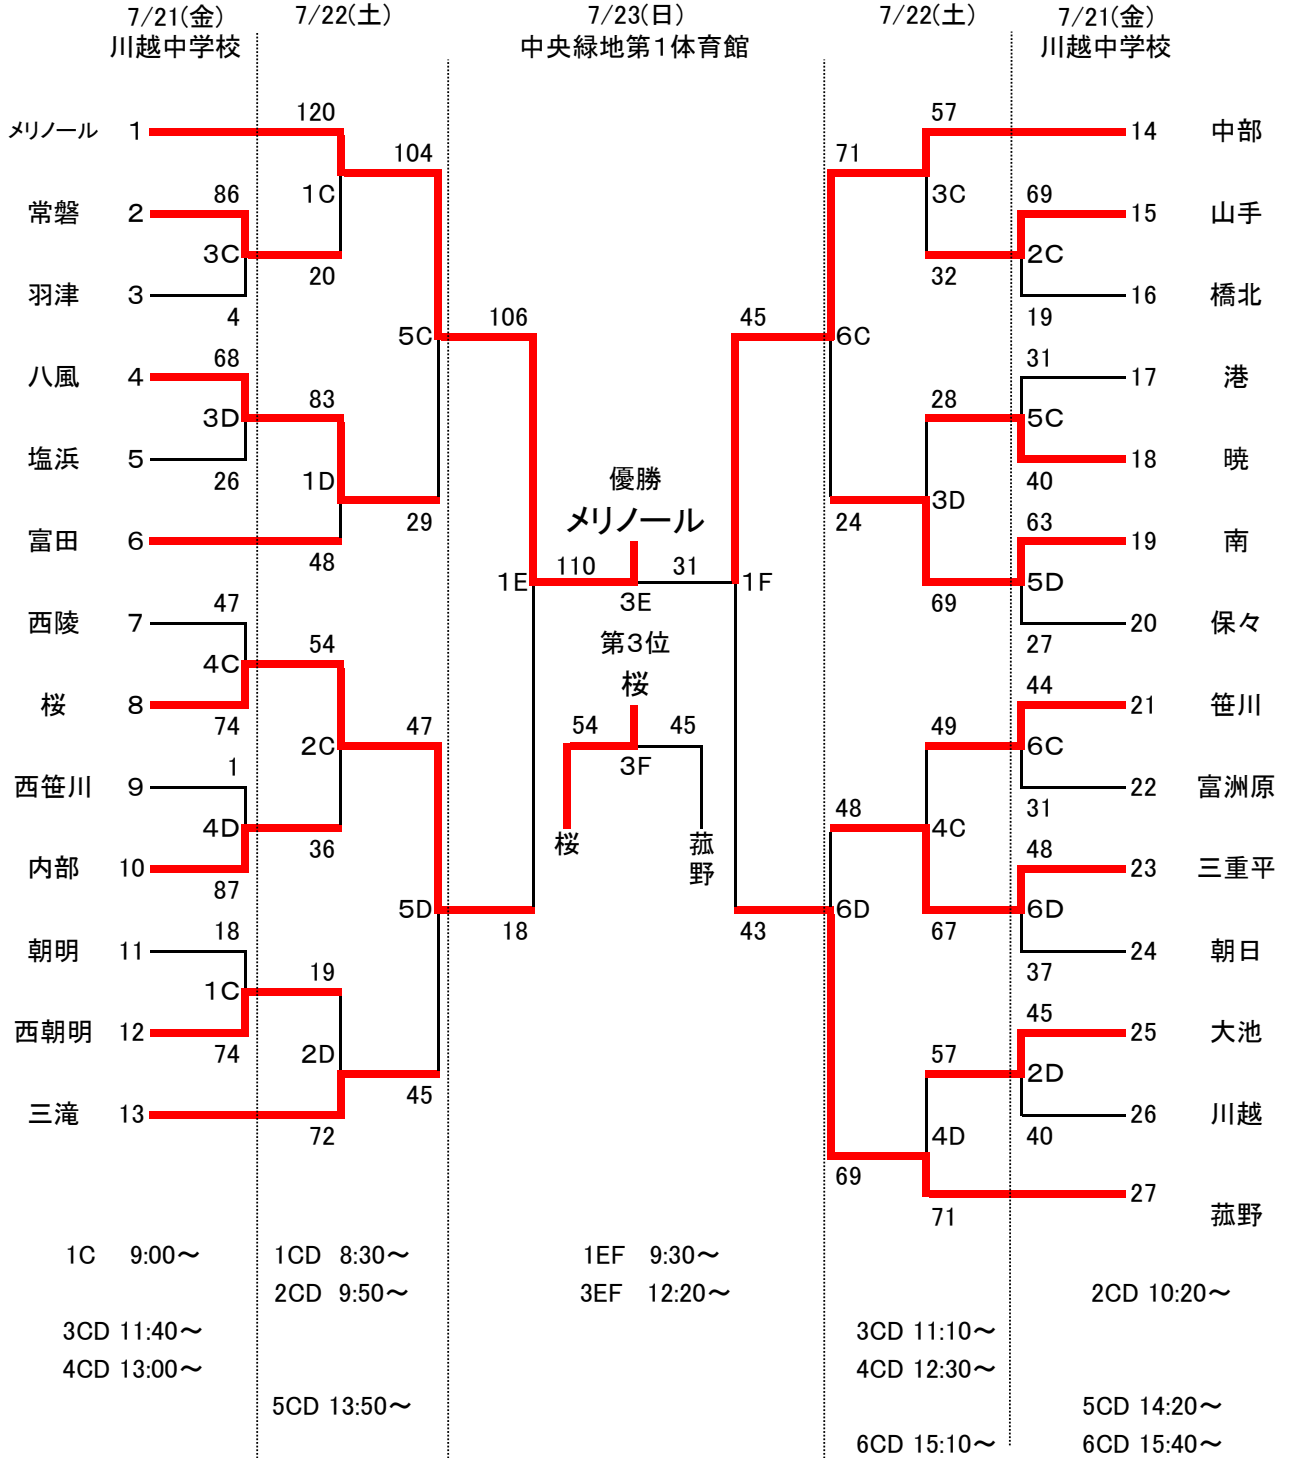 7/21(金) 7/22(土) 7/23(日) 7/22(土) 7/21(金)
川越中学校 中央緑地第1体育館 川越中学校
120 57
メリノール 1 14 中部
104 71
86 1C 3C 69
常磐 2 15 山手
3C 2C
20 32
羽津 3 16 橋北
4 106 45 19
5C 6C
68 31
八風 4 17 港
83 28
3D 5C
塩浜 5 18 暁
26 1D 優勝 3D 40
29 メリノール 24 63
富田 6 19 南
48 110 31
1E 1F 5D
47 3E 69
西陵 7 20 保々
54 第3位 27
4C 桜 44
桜 8 21 笹川
74 47 54 45 49
2C 3F 6C
1
西笹川 9 22 富洲原
48 31
4D 4C
36 桜 菰野 48
内部 10 23 三重平
87 5D 6D 6D
18 18 43 67
朝明 11 24 朝日
19 37
1C 45
西朝明 12 25 大池
74 2D 57
2D
45
三滝 13 26 川越
72 4D 40
69
27
71 菰野
1C 9:00～ 1CD 8:30～ 1EF 9:30～
2CD 9:50～ 3EF 12:20～ 2CD 10:20～
3CD 11:40～ 3CD 11:10～
4CD 13:00～ 4CD 12:30～
5CD 13:50～ 5CD 14:20～
6CD 15:10～ 6CD 15:40～